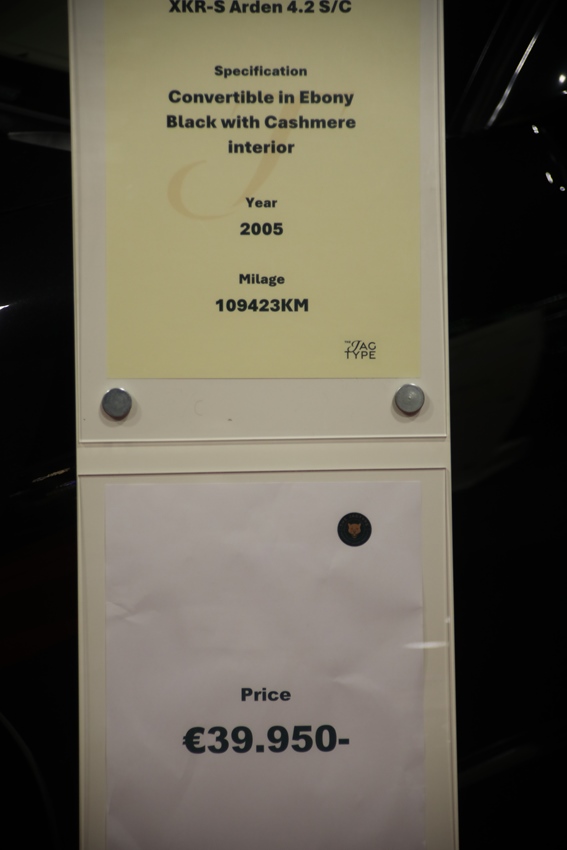 XKR-S Arden 4.2 S/C
Specification
Convertible in Ebony
Black with Cashmere
interior
Year
2005
Milage
109423KM
THE JAG
TYPE
Price
€39.950-